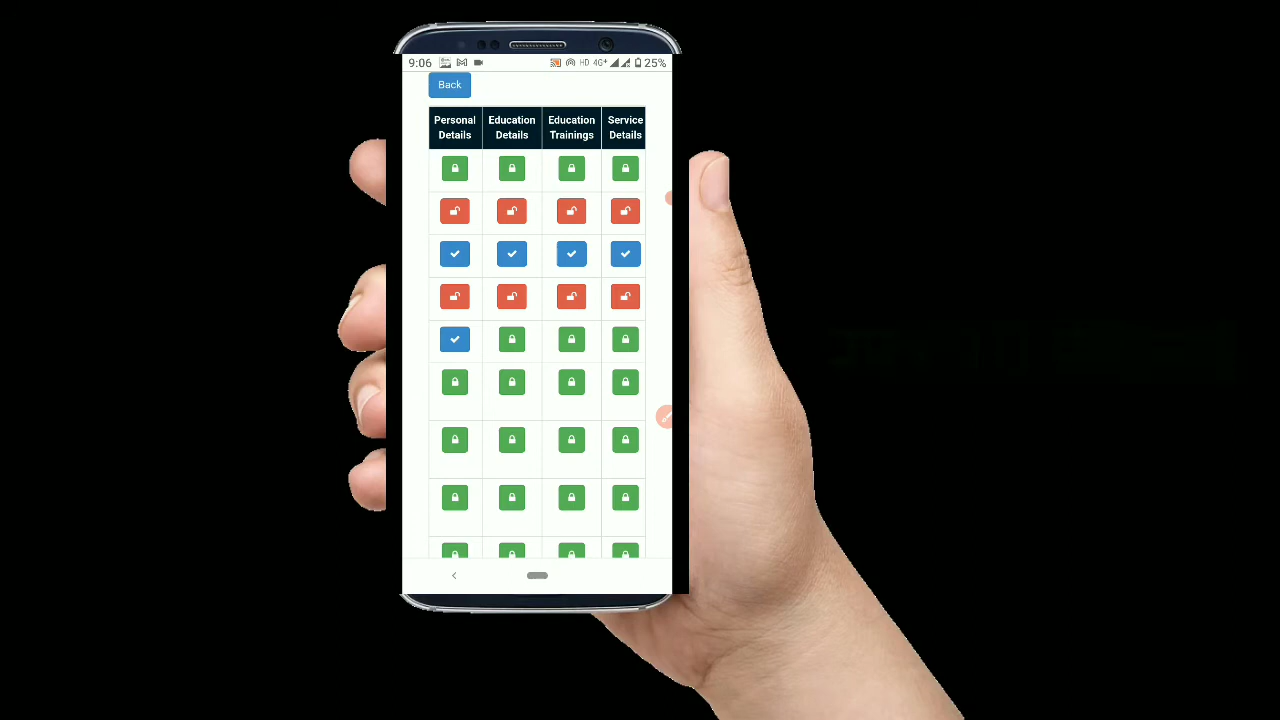 9:06 HD 4G+ 25%
Back
Personal Details
Education Details
Education Trainings
Service Details